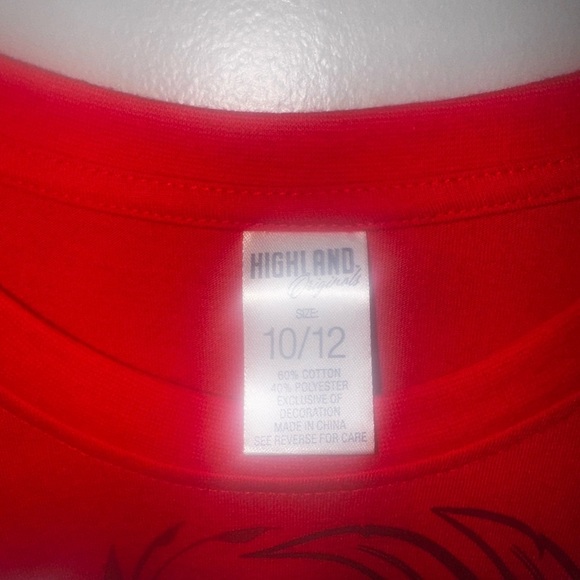 HIGHLAND
Originals
SIZE:
10/12
60% COTTON
40% POLYESTER
EXCLUSIVE OF
DECORATION
MADE IN CHINA
SEE REVERSE FOR CARE